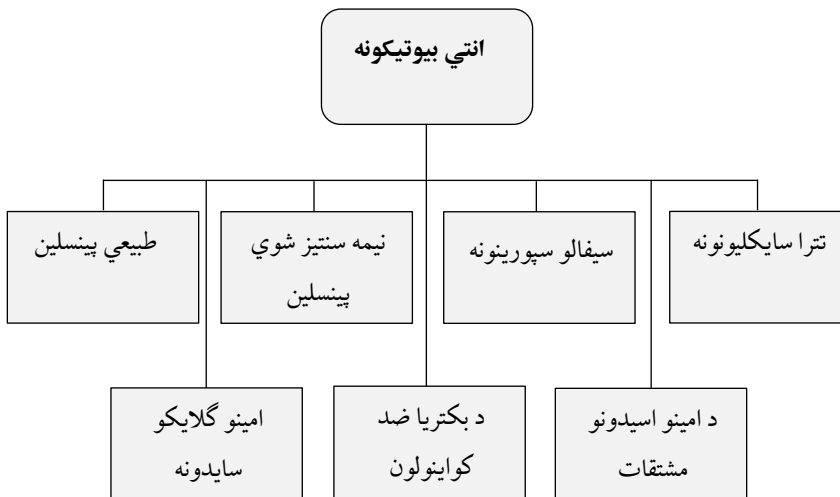 انتي بيوتيکونه
تترا سايکليونونه
سيفالو سپورينونه
نيمه سنتيز شوي
پينسلين
طبيعي پينسلين
د امينو اسيدونو
مشتقات
د بکتريا ضد
کواينولون
امينو گلايکو
سايدونه